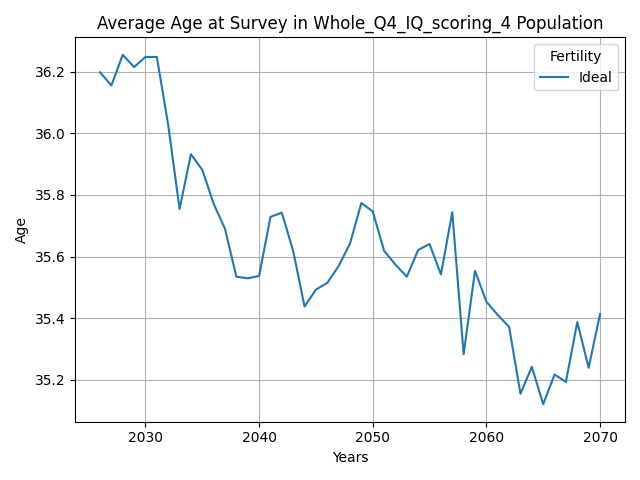 Average Age at Survey in Whole_Q4_IQ_scoring_4 Population
Fertility
Ideal
36.2
36.0
35.8
35.6
35.4
35.2
Age
2030 2040 2050 2060 2070
Years